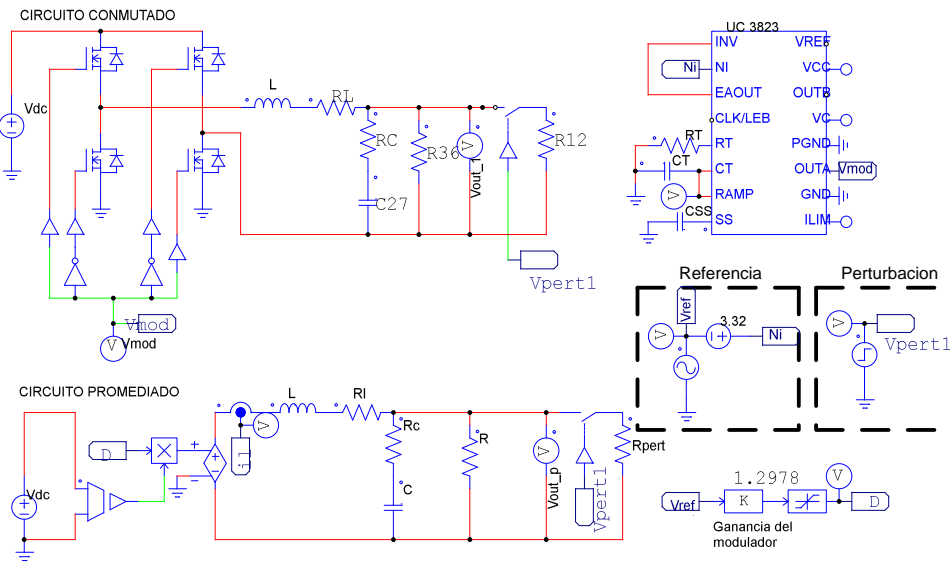 CIRCUITO CONMUTADO
Vdc
L
RL
RC
R36
C27
V
Vout_1
R12
Vpert1
Vmod
V
Vmod
UC 3823
INV
NI
EAOUT
CLK/LEB
RT
CT
RAMP
SS
VREF
VCC
OUTB
VC
PGND
OUTA
GND
ILIM
Ni
RT
CT
V
CSS
Vmod
Referencia
Vref
V
3.32
Ni
Perturbacion
V
Vpert1
CIRCUITO PROMEDIADO
Vdc
D
V
L
Rl
Rc
C
R
V
Vout_p
Vpert1
Rpert
1.2978
Vref
K
V
D
Ganancia del
modulador